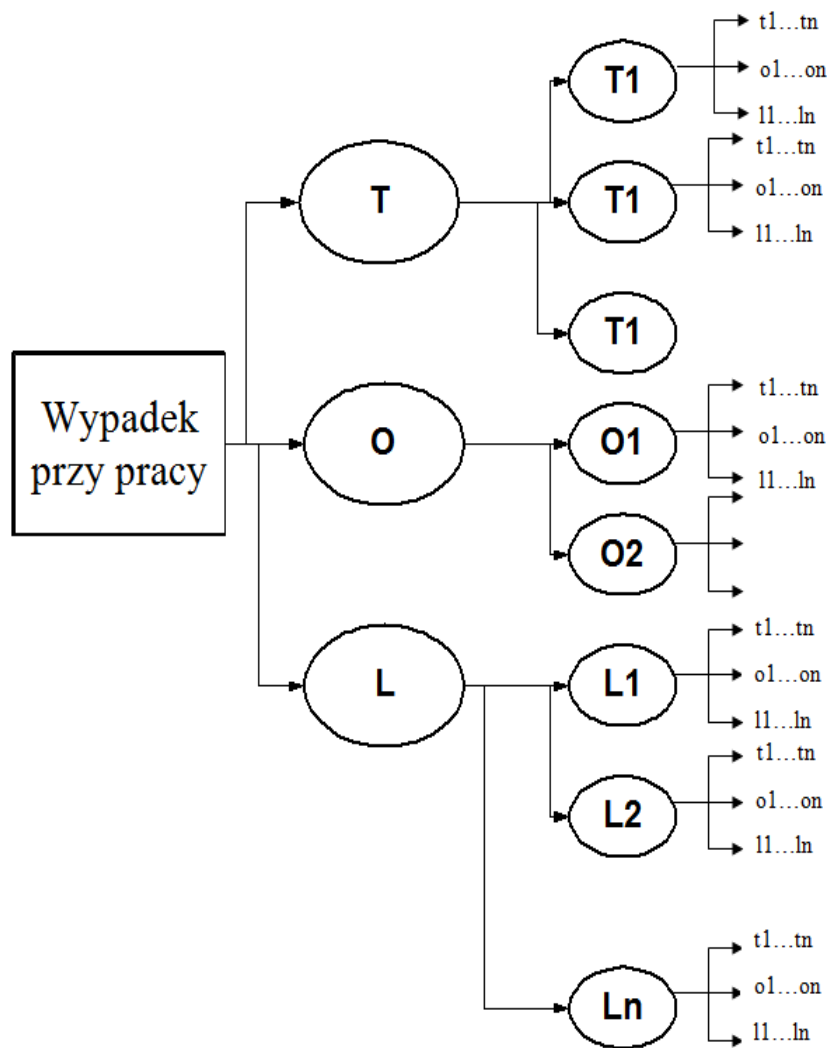 t1...tn
T1
o1...on
l1...ln
t1...tn
T
T1
o1...on
l1...ln
T1
Wypadek
przy pracy
t1...tn
O
O1
o1...on
l1...ln
O2
t1...tn
L
L1
o1...on
l1...ln
t1...tn
L2
o1...on
l1...ln
t1...tn
Ln
o1...on
l1...ln